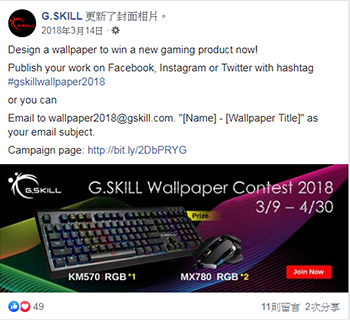 G.SKILL 更新了封面相片。
2018年3月14日 ·
Design a wallpaper to win a new gaming product now!
Publish your work on Facebook, Instagram or Twitter with hashtag
#gskillwallpaper2018
or you can
Email to wallpaper2018@gskill.com. "[Name] - [Wallpaper Title]" as
your email subject.
Campaign page: http://bit.ly/2DbPRYG
G.SKILL
G.SKILL Wallpaper Contest 2018
3/9 – 4/30
Prize
KM570 RGB *1
MX780 RGB *2
Join Now
49
11則留言 2次分享